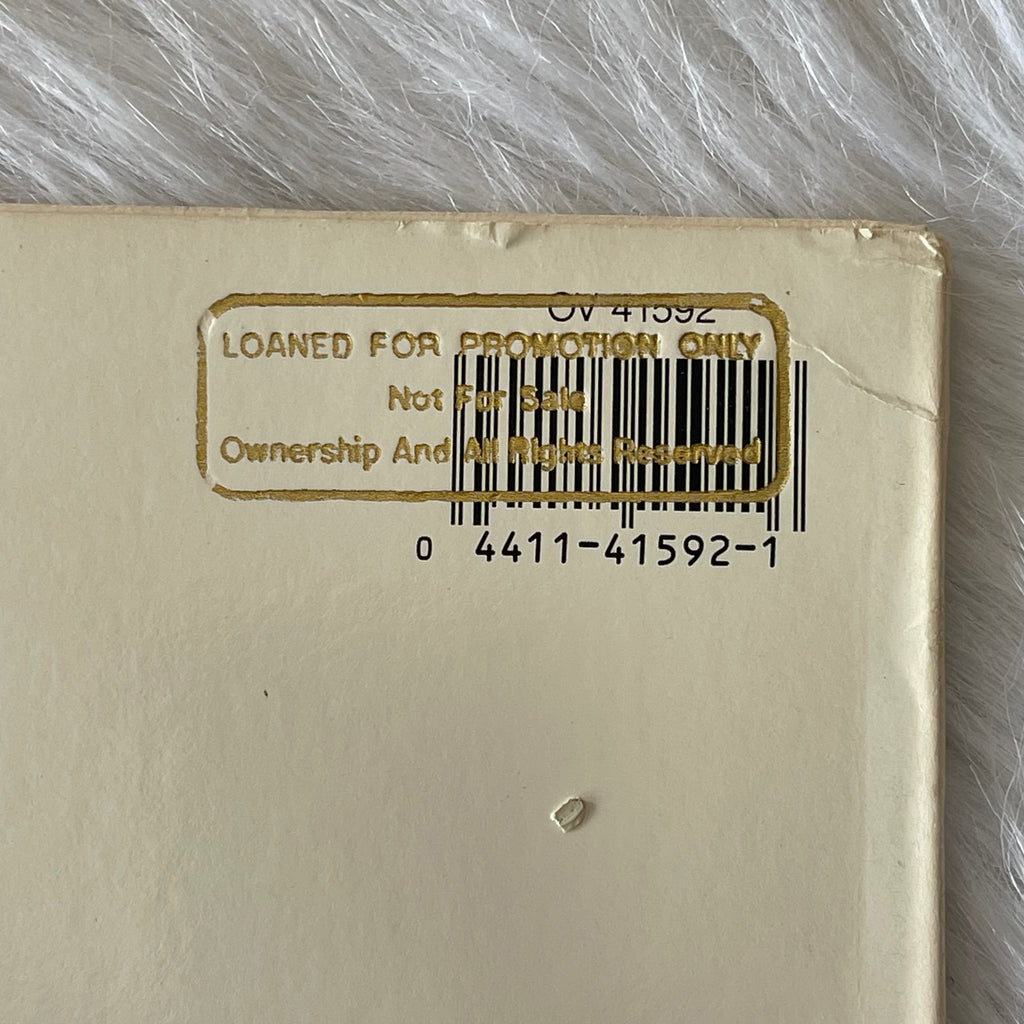 OV 41592
LOANED FOR PROMOTION ONLY
Not For Sale
Ownership And All Rights Reserved
0 4411-41592-1